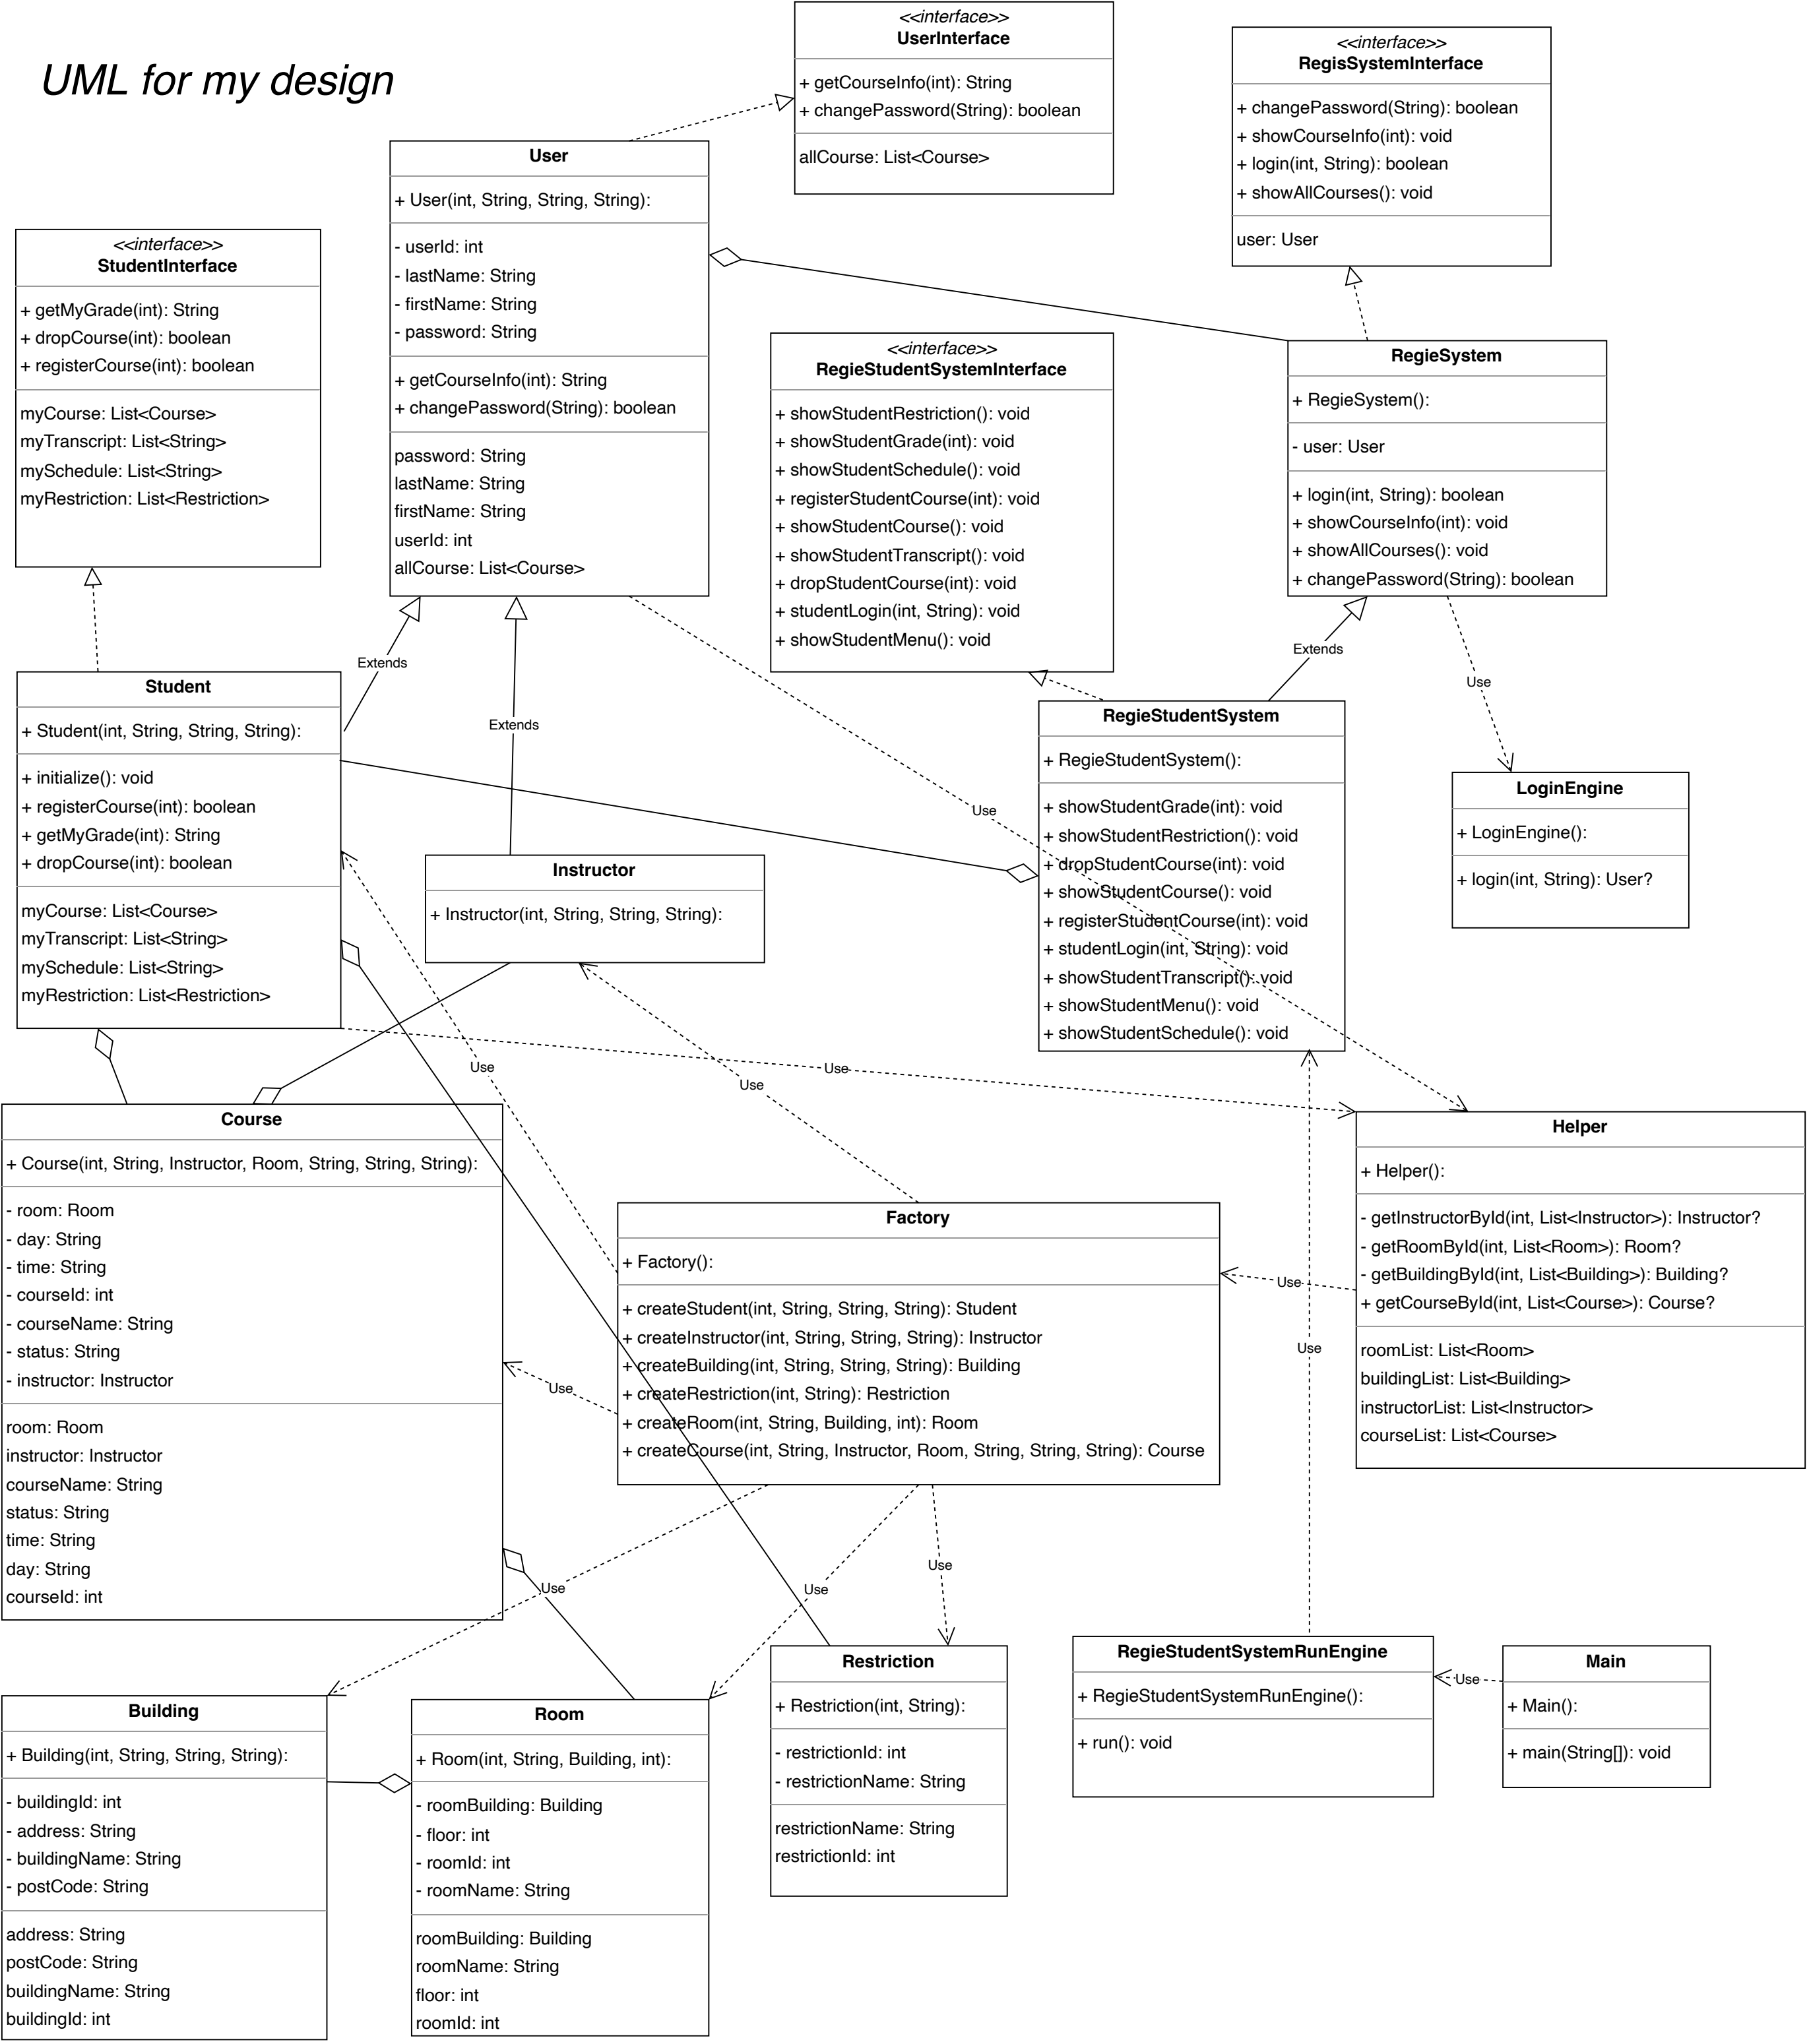 UML for my design
<<interface>>
UserInterface
+ getCourseInfo(int): String
+ changePassword(String): boolean
allCourse: List<Course>
<<interface>>
RegisSystemInterface
+ changePassword(String): boolean
+ showCourseInfo(int): void
+ login(int, String): boolean
+ showAllCourses(): void
user: User
User
+ User(int, String, String, String):
- userId: int
- lastName: String
- firstName: String
- password: String
+ getCourseInfo(int): String
+ changePassword(String): boolean
password: String
lastName: String
firstName: String
userId: int
allCourse: List<Course>
<<interface>>
StudentInterface
+ getMyGrade(int): String
+ dropCourse(int): boolean
+ registerCourse(int): boolean
myCourse: List<Course>
myTranscript: List<String>
mySchedule: List<String>
myRestriction: List<Restriction>
<<interface>>
RegieStudentSystemInterface
+ showStudentRestriction(): void
+ showStudentGrade(int): void
+ showStudentSchedule(): void
+ registerStudentCourse(int): void
+ showStudentCourse(): void
+ showStudentTranscript(): void
+ dropStudentCourse(int): void
+ studentLogin(int, String): void
+ showStudentMenu(): void
RegieSystem
+ RegieSystem():
- user: User
+ login(int, String): boolean
+ showCourseInfo(int): void
+ showAllCourses(): void
+ changePassword(String): boolean
Extends
Extends
Extends
Use
Use
Student
+ Student(int, String, String, String):
+ initialize(): void
+ registerCourse(int): boolean
+ getMyGrade(int): String
+ dropCourse(int): boolean
myCourse: List<Course>
myTranscript: List<String>
mySchedule: List<String>
myRestriction: List<Restriction>
RegieStudentSystem
+ RegieStudentSystem():
+ showStudentGrade(int): void
+ showStudentRestriction(): void
+ dropStudentCourse(int): void
+ showStudentCourse(): void
+ registerStudentCourse(int): void
+ studentLogin(int, String): void
+ showStudentTranscript(): void
+ showStudentMenu(): void
+ showStudentSchedule(): void
LoginEngine
+ LoginEngine():
+ login(int, String): User?
Instructor
+ Instructor(int, String, String, String):
Use
Use
Use
Course
+ Course(int, String, Instructor, Room, String, String, String):
- room: Room
- day: String
- time: String
- courseId: int
- courseName: String
- status: String
- instructor: Instructor
room: Room
instructor: Instructor
courseName: String
status: String
time: String
day: String
courseId: int
Helper
+ Helper():
- getInstructorById(int, List<Instructor>): Instructor?
- getRoomById(int, List<Room>): Room?
- getBuildingById(int, List<Building>): Building?
+ getCourseById(int, List<Course>): Course?
roomList: List<Room>
buildingList: List<Building>
instructorList: List<Instructor>
courseList: List<Course>
Factory
+ Factory():
+ createStudent(int, String, String, String): Student
+ createInstructor(int, String, String, String): Instructor
+ createBuilding(int, String, String, String): Building
+ createRestriction(int, String): Restriction
+ createRoom(int, String, Building, int): Room
+ createCourse(int, String, Instructor, Room, String, String, String): Course
Use
Use
Use
Use
Use
Use
Use
Building
+ Building(int, String, String, String):
- buildingId: int
- address: String
- buildingName: String
- postCode: String
address: String
postCode: String
buildingName: String
buildingId: int
Room
+ Room(int, String, Building, int):
- roomBuilding: Building
- floor: int
- roomId: int
- roomName: String
roomBuilding: Building
roomName: String
floor: int
roomId: int
Restriction
+ Restriction(int, String):
- restrictionId: int
- restrictionName: String
restrictionName: String
restrictionId: int
RegieStudentSystemRunEngine
+ RegieStudentSystemRunEngine():
+ run(): void
Main
+ Main():
+ main(String[]): void